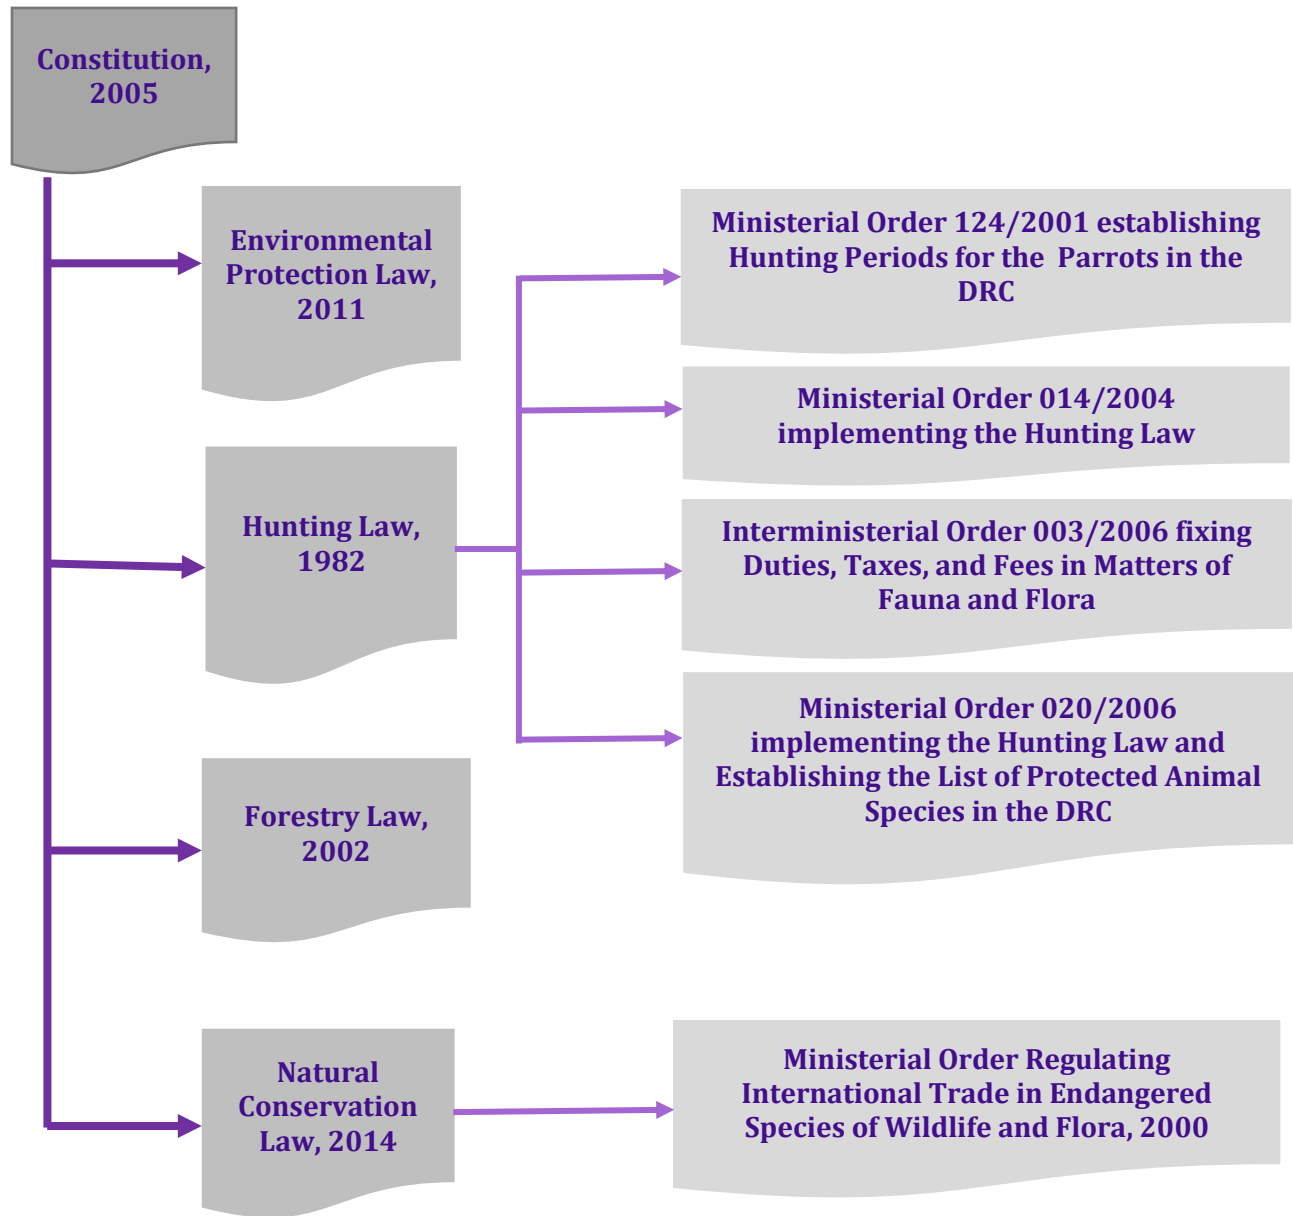 Constitution,
2005
Environmental
Protection Law,
2011
Ministerial Order 124/2001 establishing
Hunting Periods for the Parrots in the
DRC
Ministerial Order 014/2004
implementing the Hunting Law
Hunting Law,
1982
Interministerial Order 003/2006 fixing
Duties, Taxes, and Fees in Matters of
Fauna and Flora
Ministerial Order 020/2006
implementing the Hunting Law and
Establishing the List of Protected Animal
Species in the DRC
Forestry Law,
2002
Natural
Conservation
Law, 2014
Ministerial Order Regulating
International Trade in Endangered
Species of Wildlife and Flora, 2000